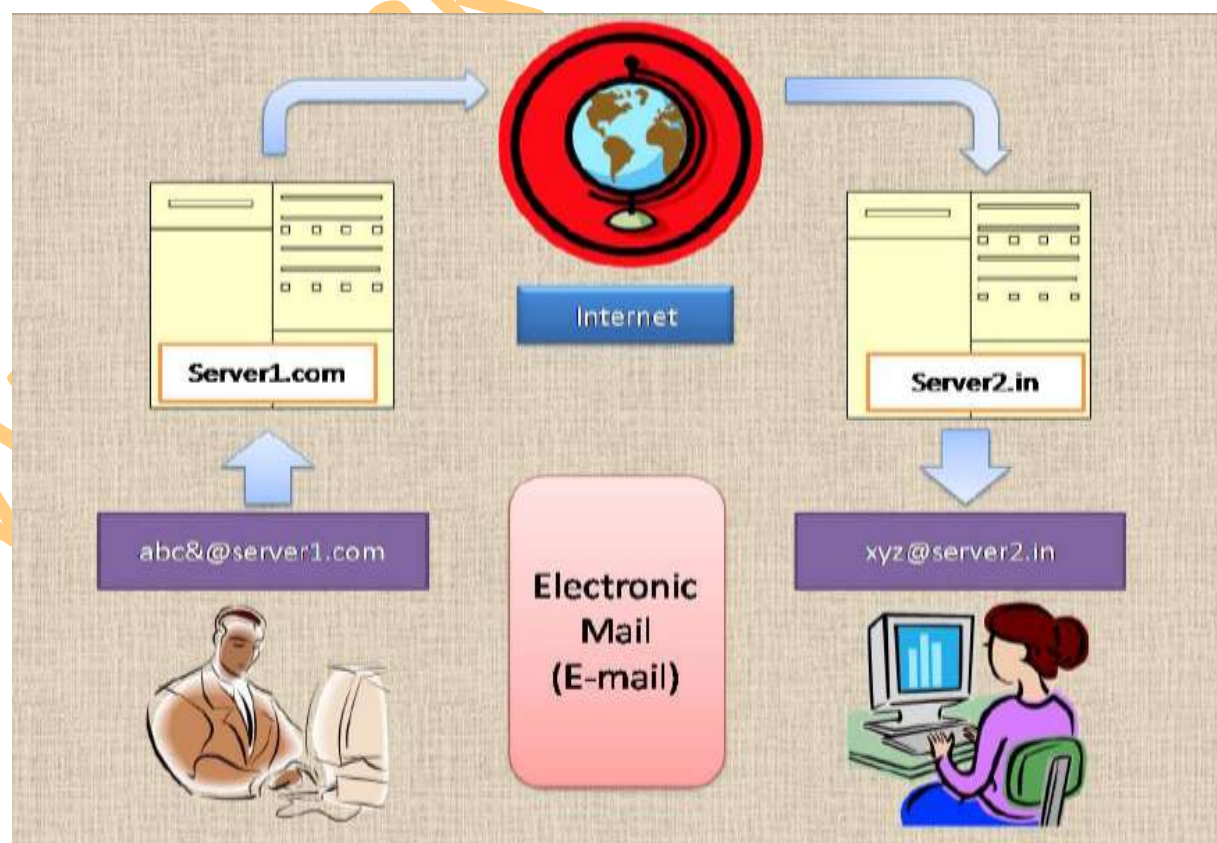 Internet
Server1.com
Server2.in
abc&@server1.com
xyz@server2.in
Electronic
Mail
(E-mail)